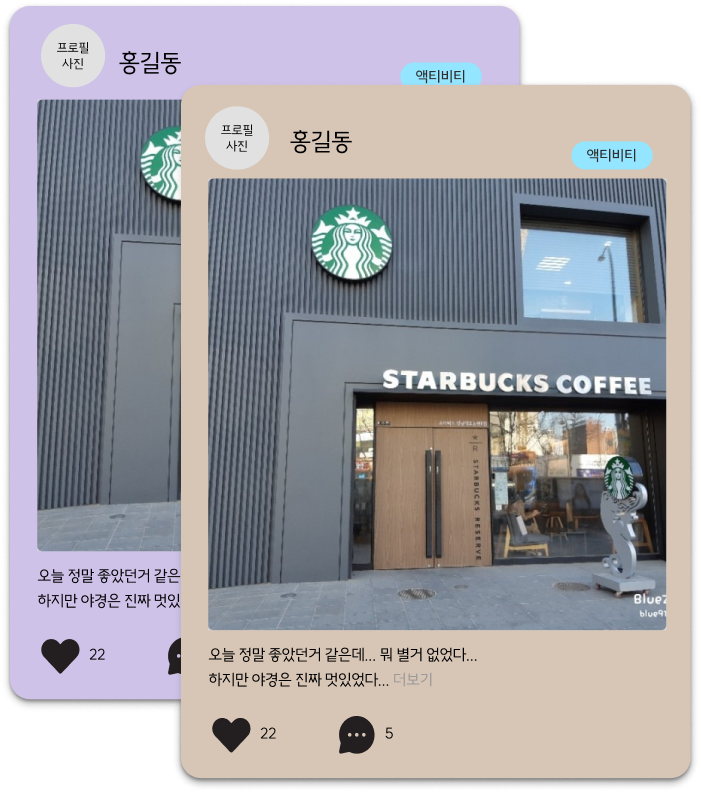 프로필
사진
홍길동
액티비티
오늘 정말 좋았던거 같은
하지만 야경은 진짜 멋있
22
프로필
사진
홍길동
액티비티
STARBUCKS COFFEE
STARBUCKS RESERVE
Blue
blue9
오늘 정말 좋았던거 같은데... 뭐 별거 없었다...
하지만 야경은 진짜 멋있었다... 더보기
22
5